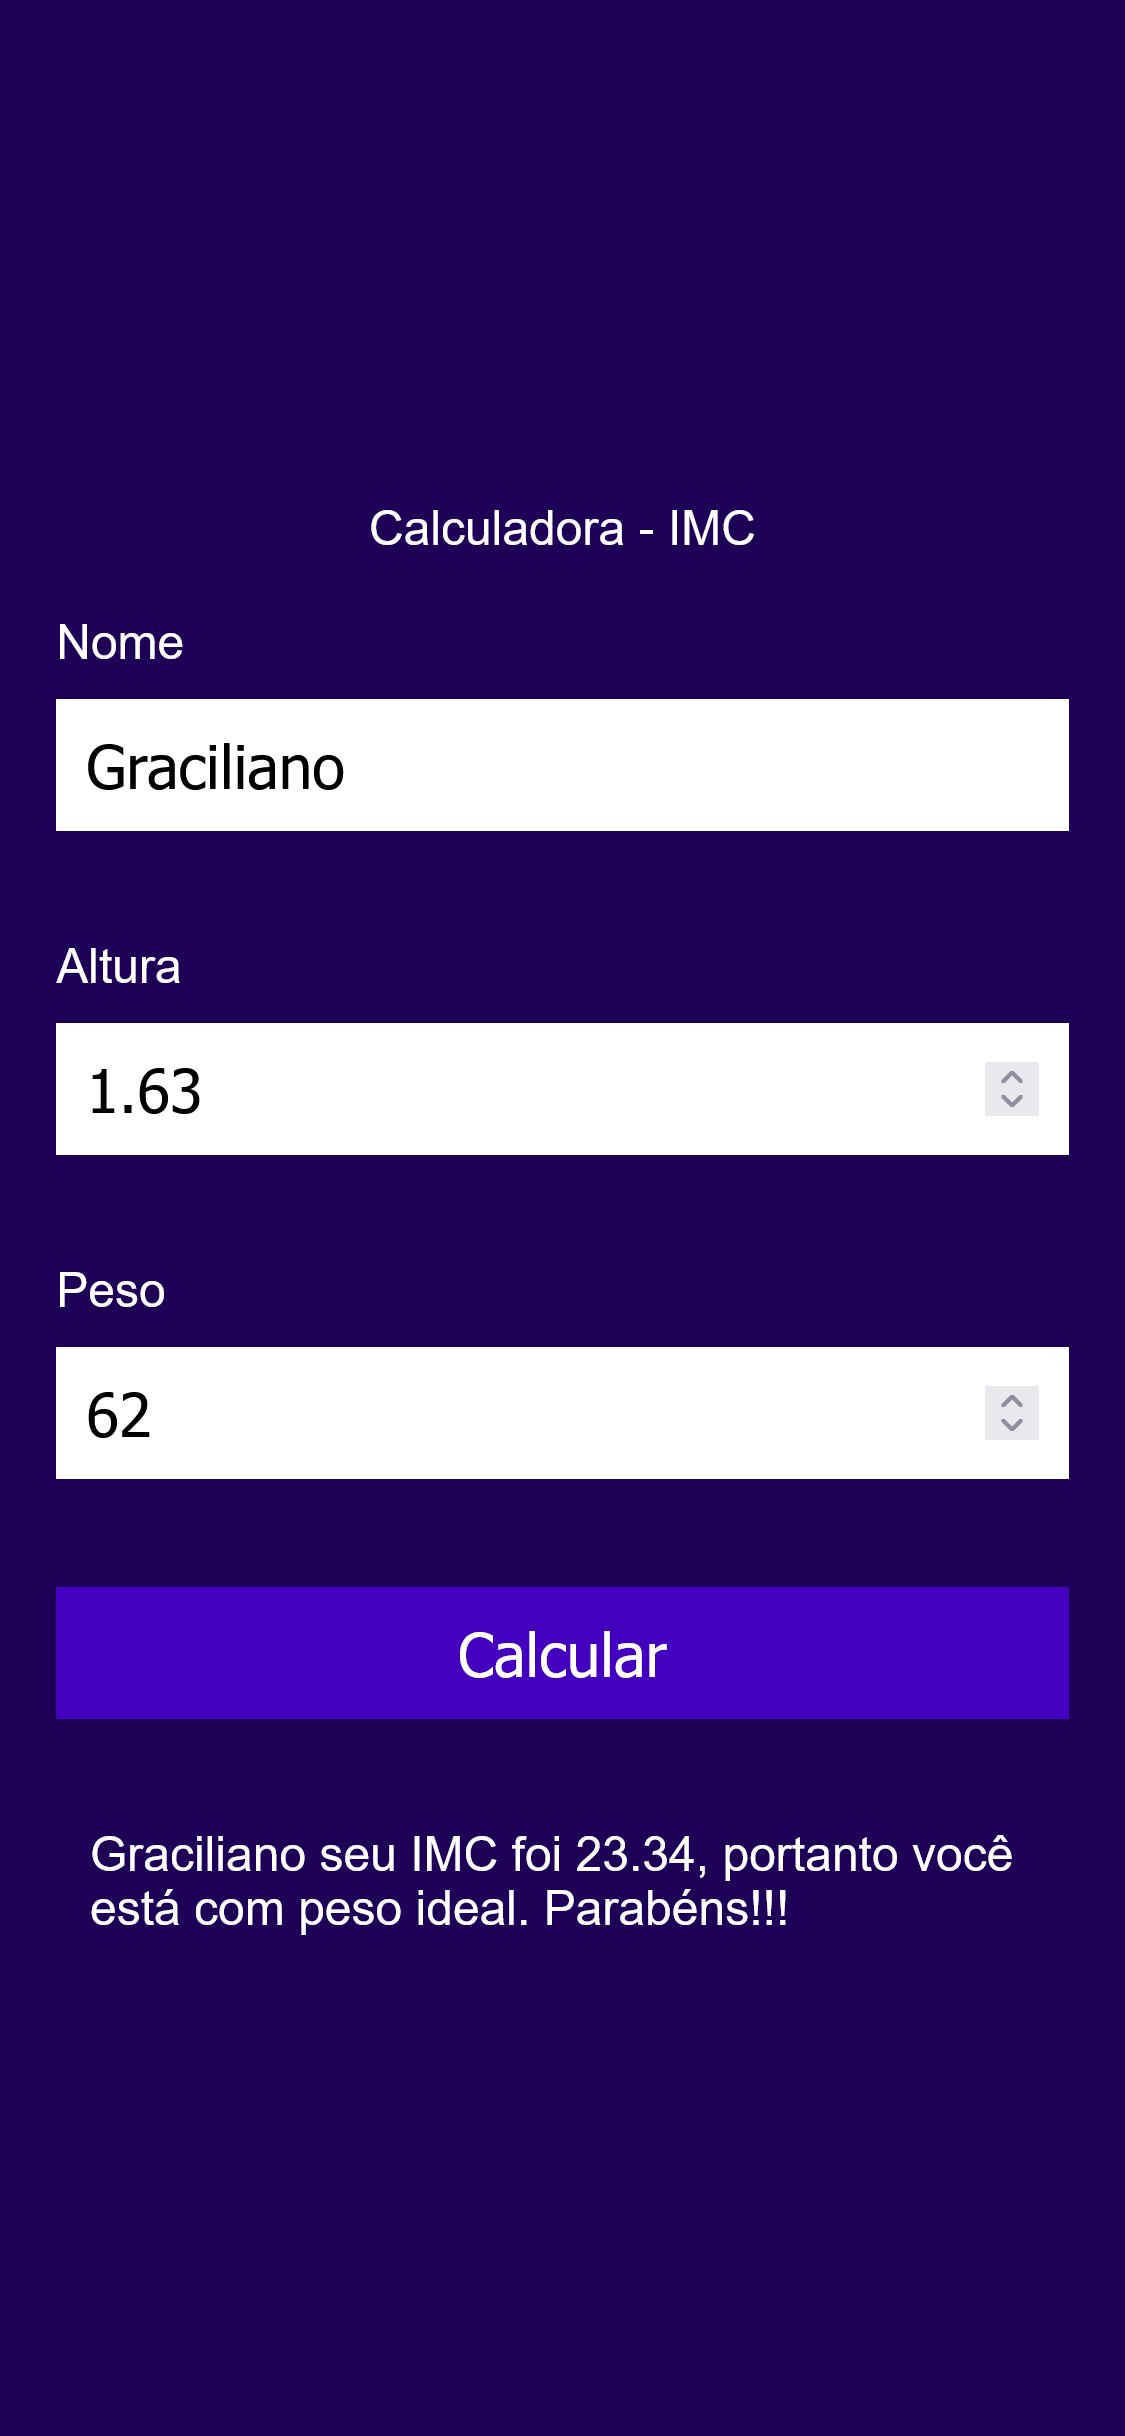 Calculadora - IMC
Nome
Graciliano
Altura
1.63
Peso
62
Calcular
Graciliano seu IMC foi 23.34, portanto você
está com peso ideal. Parabéns!!!